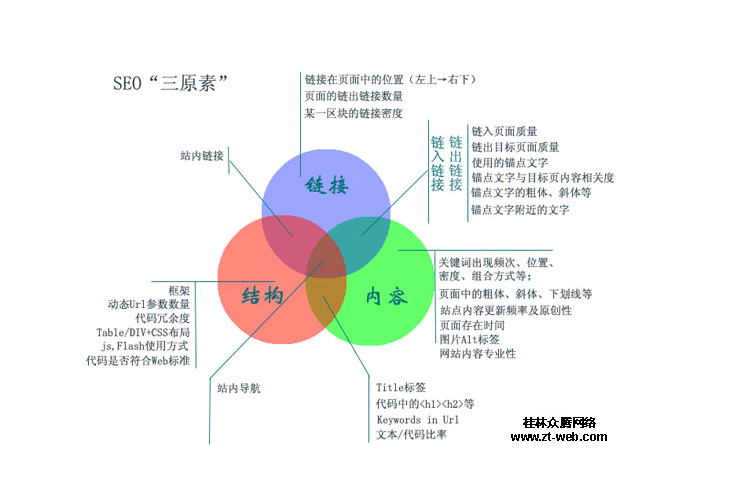 SEO“三原素”
链接在页面中的位置（左上→右下）
页面的链出链接数量
某一区块的链接密度
站内链接
链入链接
链出链接
链入页面质量
链出目标页面质量
使用的锚点文字
锚点文字与目标页内容相关度
锚点文字的粗体、斜体等
锚点文字附近的文字
链接
结构
内容
关键词出现频次、位置、
密度、组合方式等；
页面中的粗体、斜体、下划线等
站点内容更新频率及原创性
页面存在时间
图片Alt标签
网站内容专业性
框架
动态Url参数数量
代码冗余度
Table/DIV+CSS布局
js,Flash使用方式
代码是否符合Web标准
站内导航
Title标签
代码中的<h1><h2>等
Keywords in Url
文本/代码比率
桂林众腾网络
www.zt-web.com